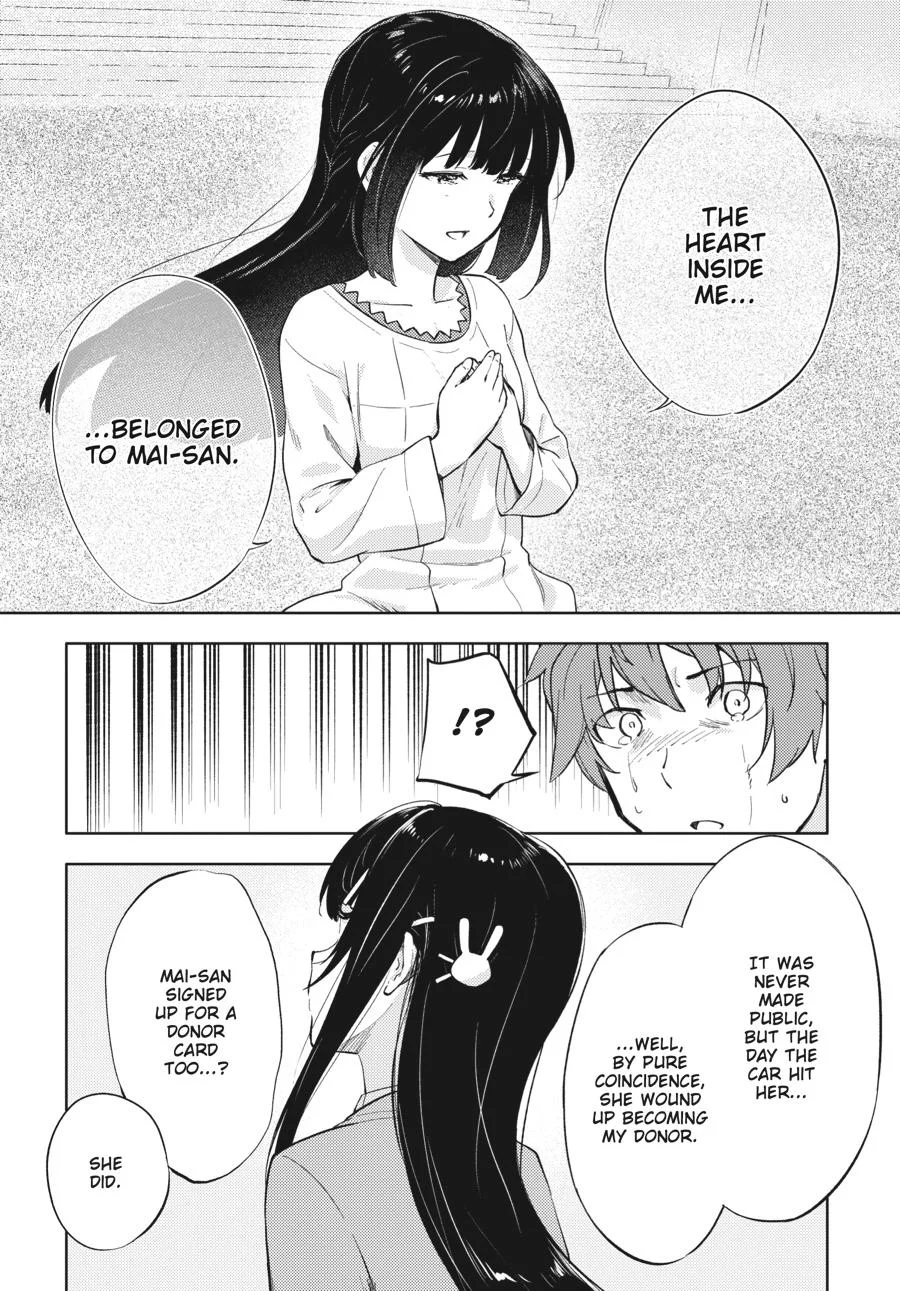 THE
HEART
INSIDE
ME...
...BELONGED
TO MAI-SAN.
!?
IT WAS
NEVER
MADE
PUBLIC,
BUT THE
DAY THE
CAR HIT
HER...
...WELL,
BY PURE
COINCIDENCE,
SHE WOUND
UP BECOMING
MY DONOR.
MAI-SAN
SIGNED
UP FOR A
DONOR
CARD
TOO...?
SHE
DID.